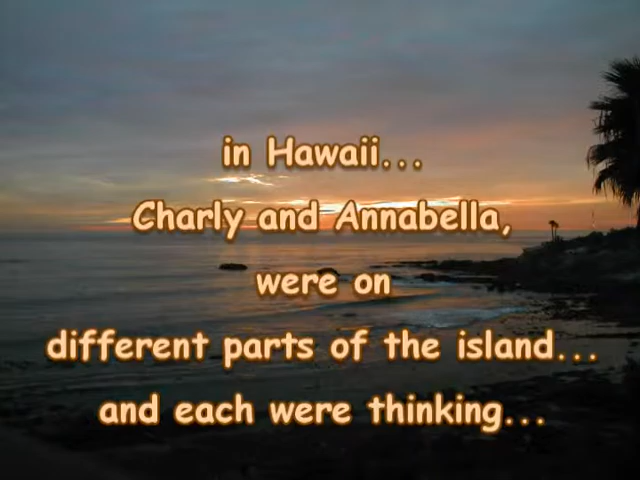 in Hawaii...
Charly and Annabella,
were on
different parts of the island...
and each were thinking...